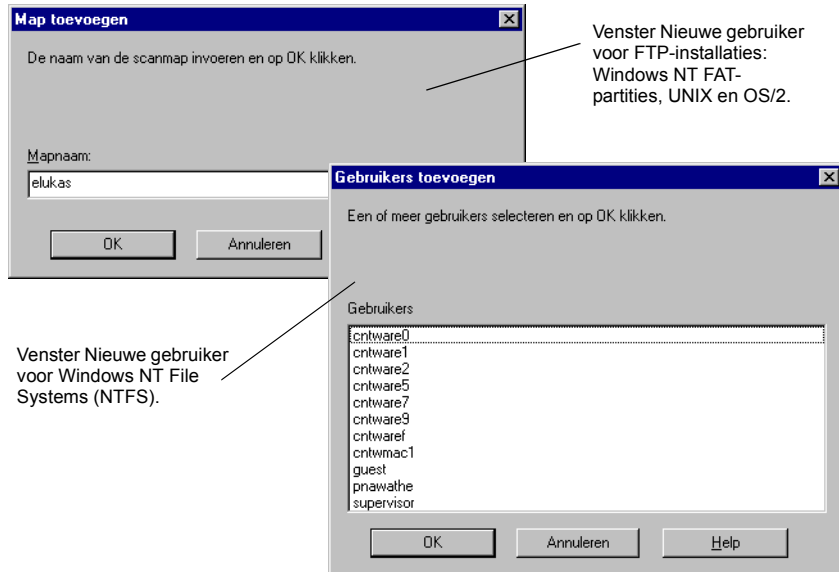 Map toevoegen
De naam van de scanmap invoeren en op OK klikken.
Mapnaam:
elukas
OK
Annuleren
Venster Nieuwe gebruiker
voor FTP-installaties:
Windows NT FAT-
partities, UNIX en OS/2.
Gebruikers toevoegen
Een of meer gebruikers selecteren en op OK klikken.
Gebruikers
cntware0
cntware1
cntware2
cntware5
cntware7
cntware9
cntwaref
cntwmac1
guest
pnawathe
supervisor
OK
Annuleren
Help
Venster Nieuwe gebruiker
voor Windows NT File
Systems (NTFS).